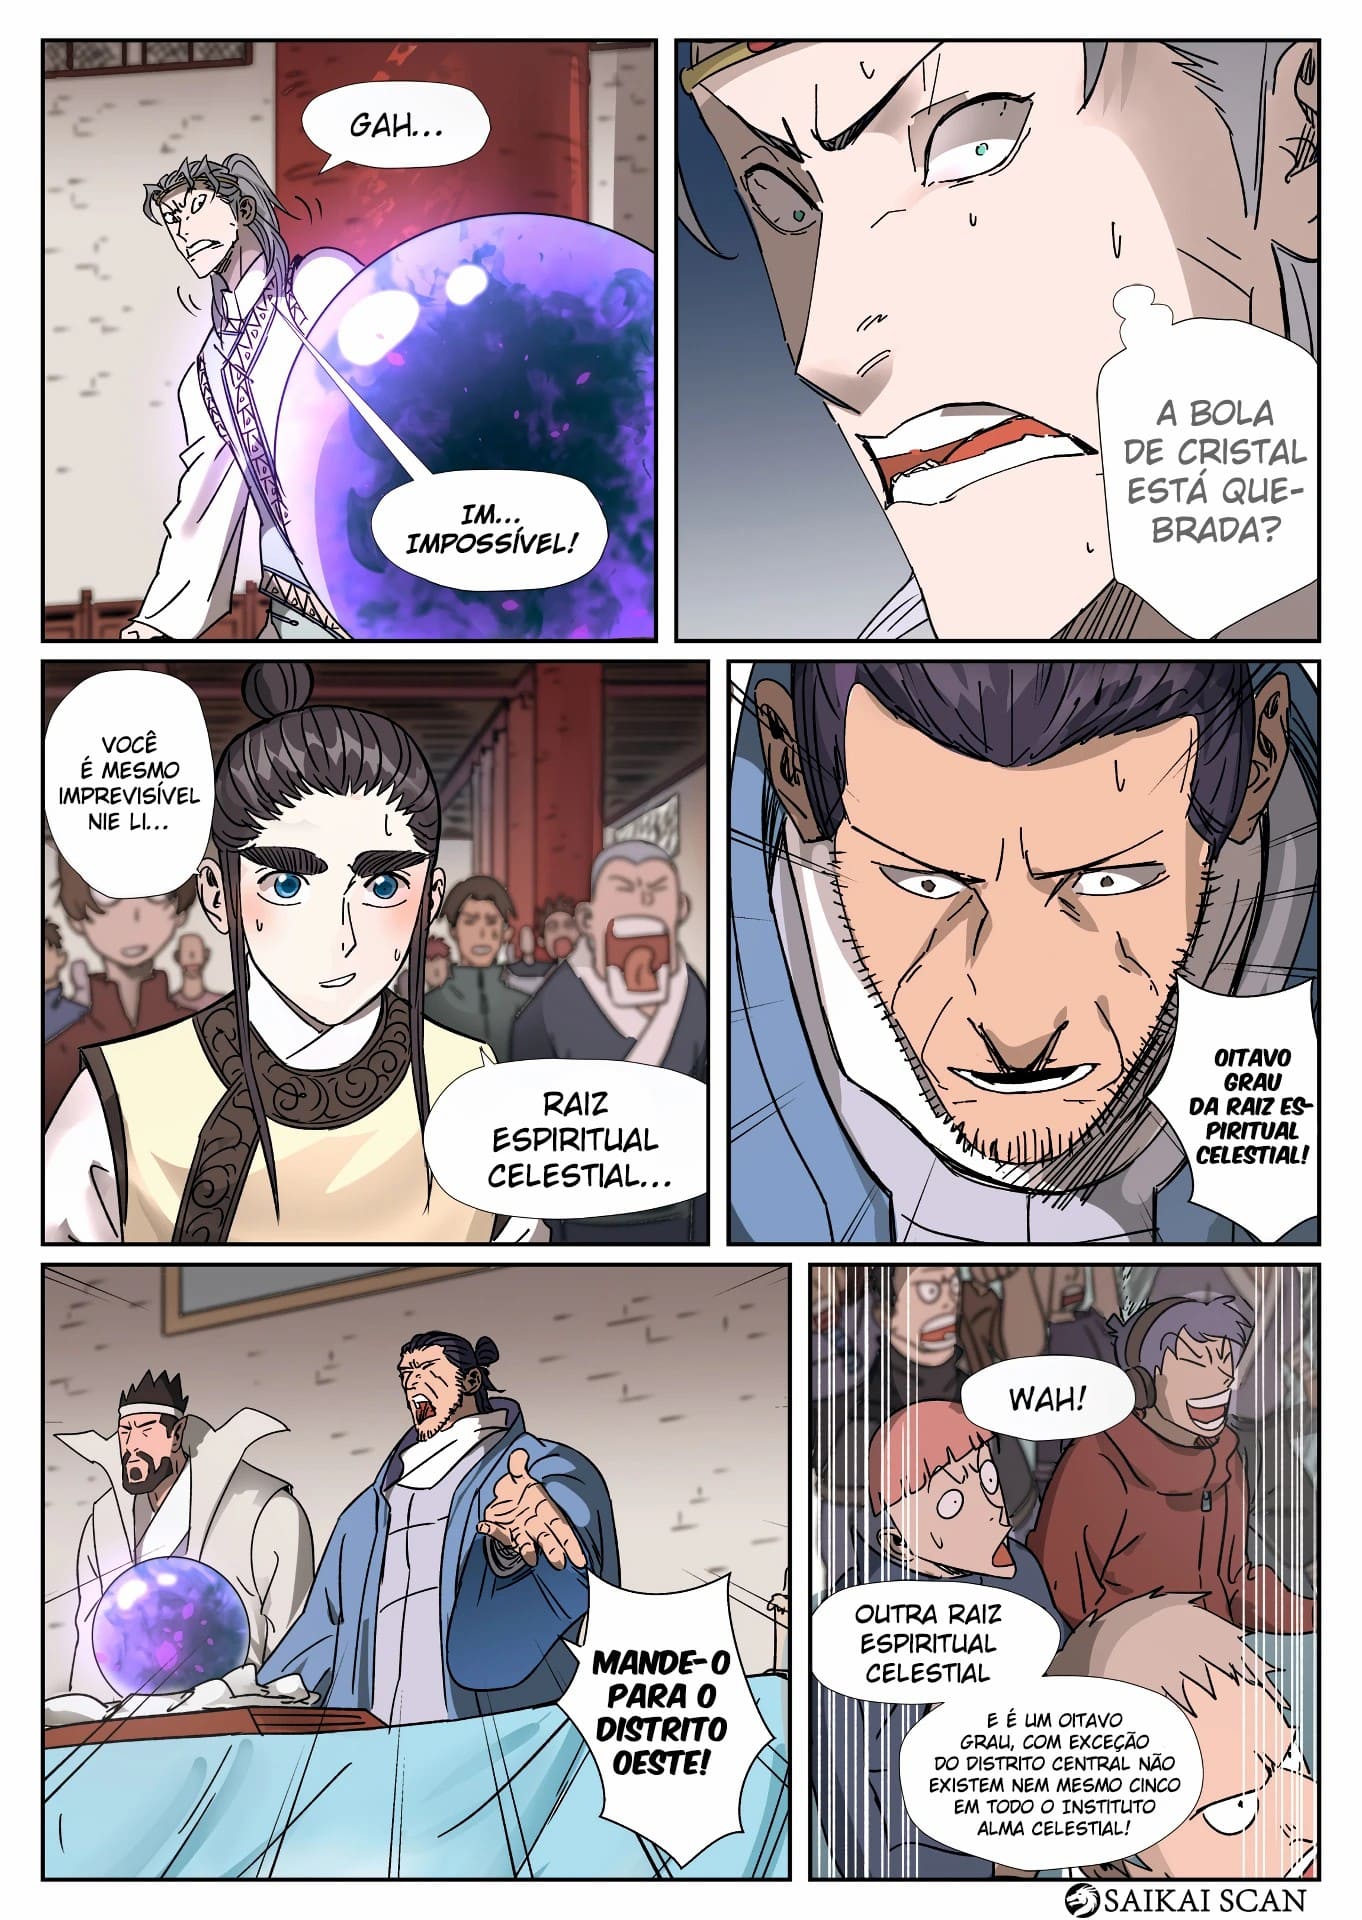 GAH...
IM...
IMPOSSÍVEL!
A BOLA
DE CRISTAL
ESTÁ QUE-
BRADA?
VOCÊ
É MESMO
IMPREVISÍVEL
NIE LI...
RAIZ
ESPIRITUAL
CELESTIAL...
OITAVO
GRAU
DA RAIZ ES-
PIRITUAL
CELESTIAL!
MANDE-O
PARA O
DISTRITO
OESTE!
WAH!
OUTRA RAIZ
ESPIRITUAL
CELESTIAL
E É UM OITAVO
GRAU, COM EXCEÇÃO
DO DISTRITO CENTRAL NÃO
EXISTEM NEM MESMO CINCO
EM TODO O INSTITUTO
ALMA CELESTIAL!
SAIKAI SCAN